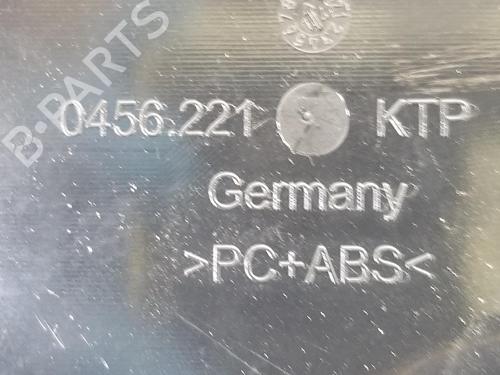 B-PARTS
0456.221 KTP
Germany
>PC+ABS<